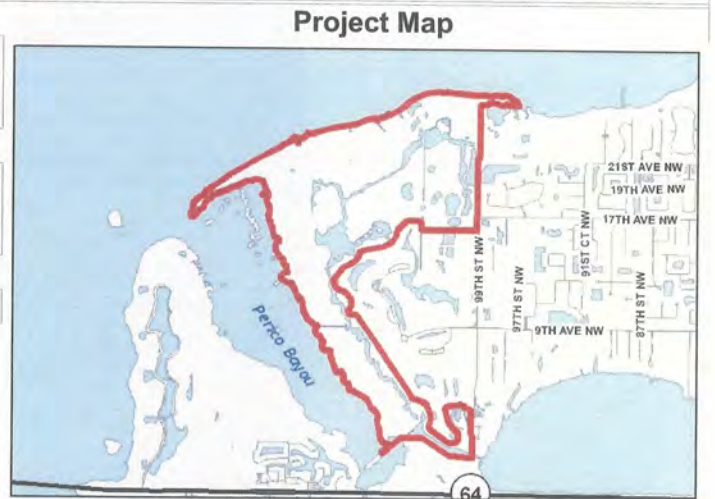 Project Map
21ST AVE NW
19TH AVE NW
17TH AVE NW
91ST CT NW
99TH ST NW
97TH ST NW
87TH ST NW
9TH AVE NW
Perico Bayou
64